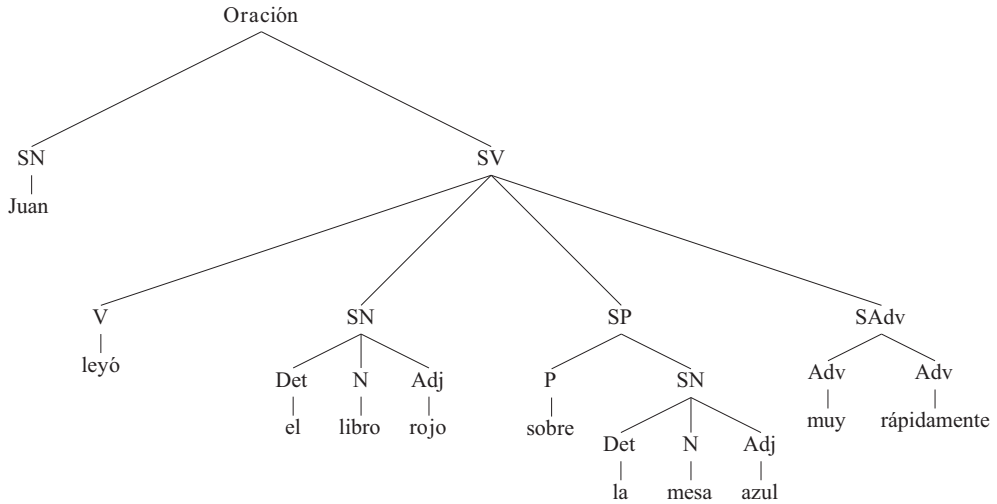 Oración
SN SV
Juan
V SN SP SAdv
leyó Det N Adj P SN Adv Adv
el libro rojo sobre Det N Adj muy rápidamente
la mesa azul